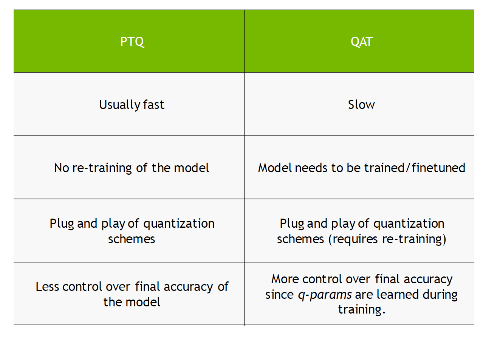 PTQ
QAT
Usually fast
Slow
No re-training of the model
Model needs to be trained/finetuned
Plug and play of quantization
schemes
Plug and play of quantization
schemes (requires re-training)
Less control over final accuracy of
the model
More control over final accuracy
since q-params are learned during
training.